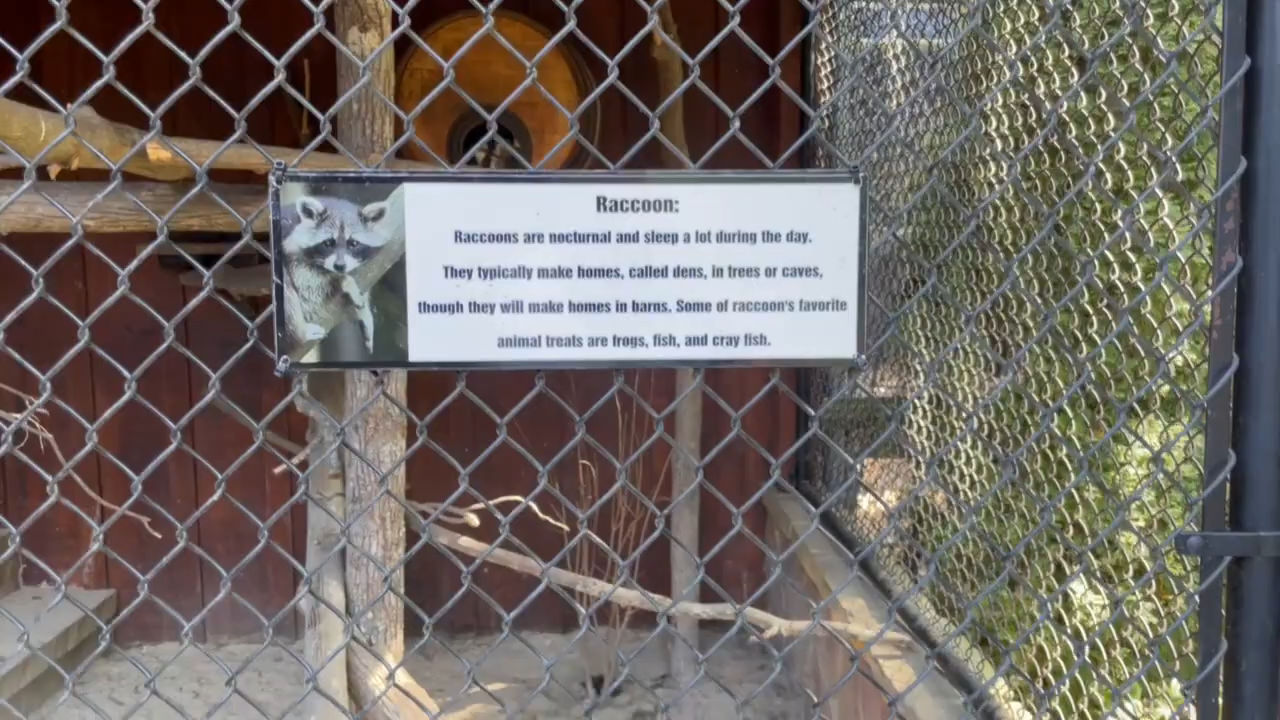 Raccoon:
Raccoons are nocturnal and sleep a lot during the day.
They typically make homes, called dens, in trees or caves,
though they will make homes in barns. Some of raccoon's favorite
animal treats are frogs, fish, and cray fish.